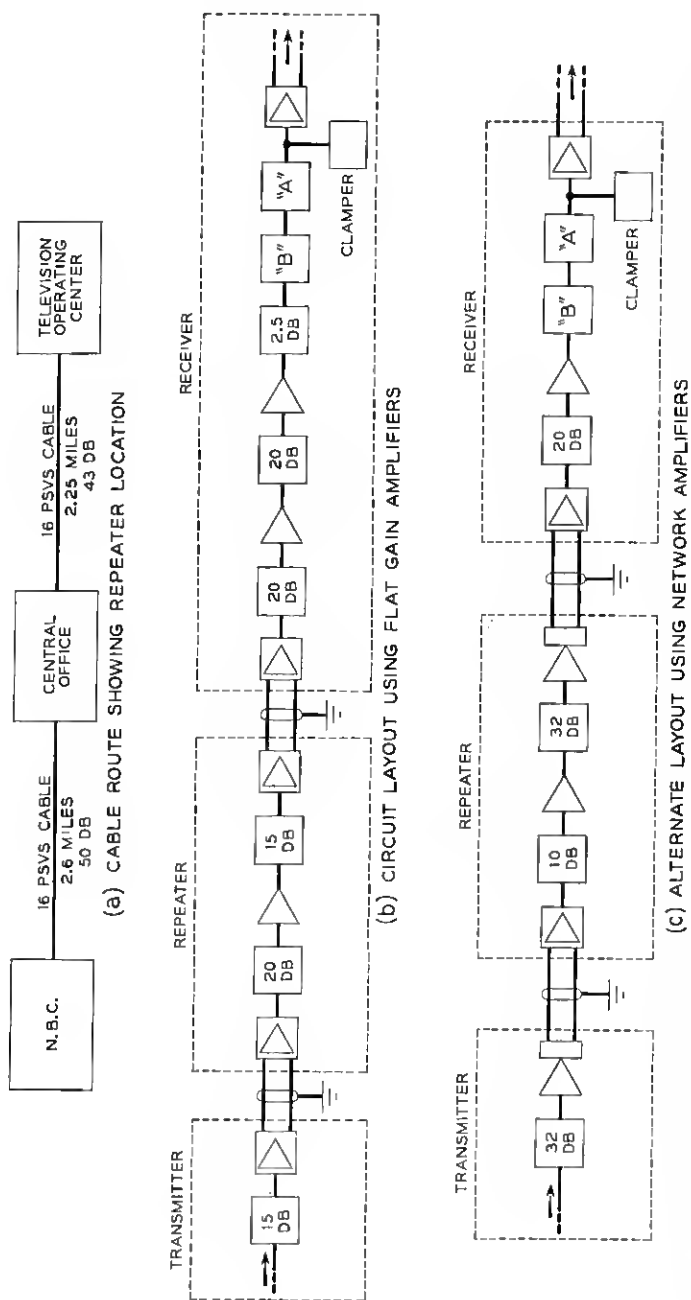 N.B.C.
16 PSVS CABLE
2.6 MILES
50 DB
CENTRAL
OFFICE
16 PSVS CABLE
2.25 MILES
43 DB
TELEVISION
OPERATING
CENTER
(a) CABLE ROUTE SHOWING REPEATER LOCATION
TRANSMITTER
15
DB
REPEATER
20
DB
15
DB
RECEIVER
20
DB
20
DB
2.5
DB
"B"
"A"
CLAMPER
(b) CIRCUIT LAYOUT USING FLAT GAIN AMPLIFIERS
TRANSMITTER
32
DB
REPEATER
10
DB
32
DB
RECEIVER
20
DB
"B"
"A"
CLAMPER
(c) ALTERNATE LAYOUT USING NETWORK AMPLIFIERS